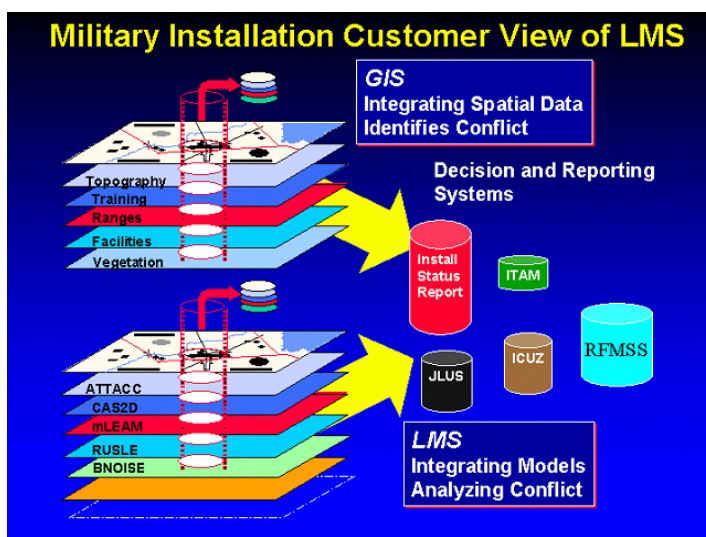 Military Installation Customer View of LMS
GIS
Integrating Spatial Data
Identifies Conflict
Topography
Training
Ranges
Facilities
Vegetation
Decision and Reporting
Systems
Install
Status
Report
ITAM
RFMSS
JLUS
ICUZ
ATTACC
CAS2D
mLEAM
RUSLE
BNOISE
LMS
Integrating Models
Analyzing Conflict